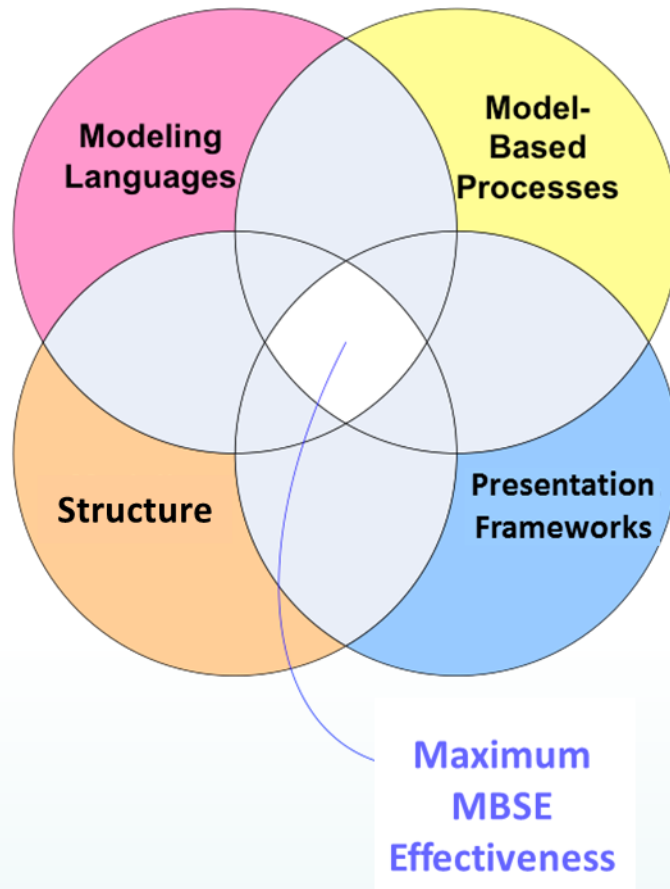 Modeling
Languages
Model-
Based
Processes
Structure
Presentation
Frameworks
Maximum
MBSE
Effectiveness